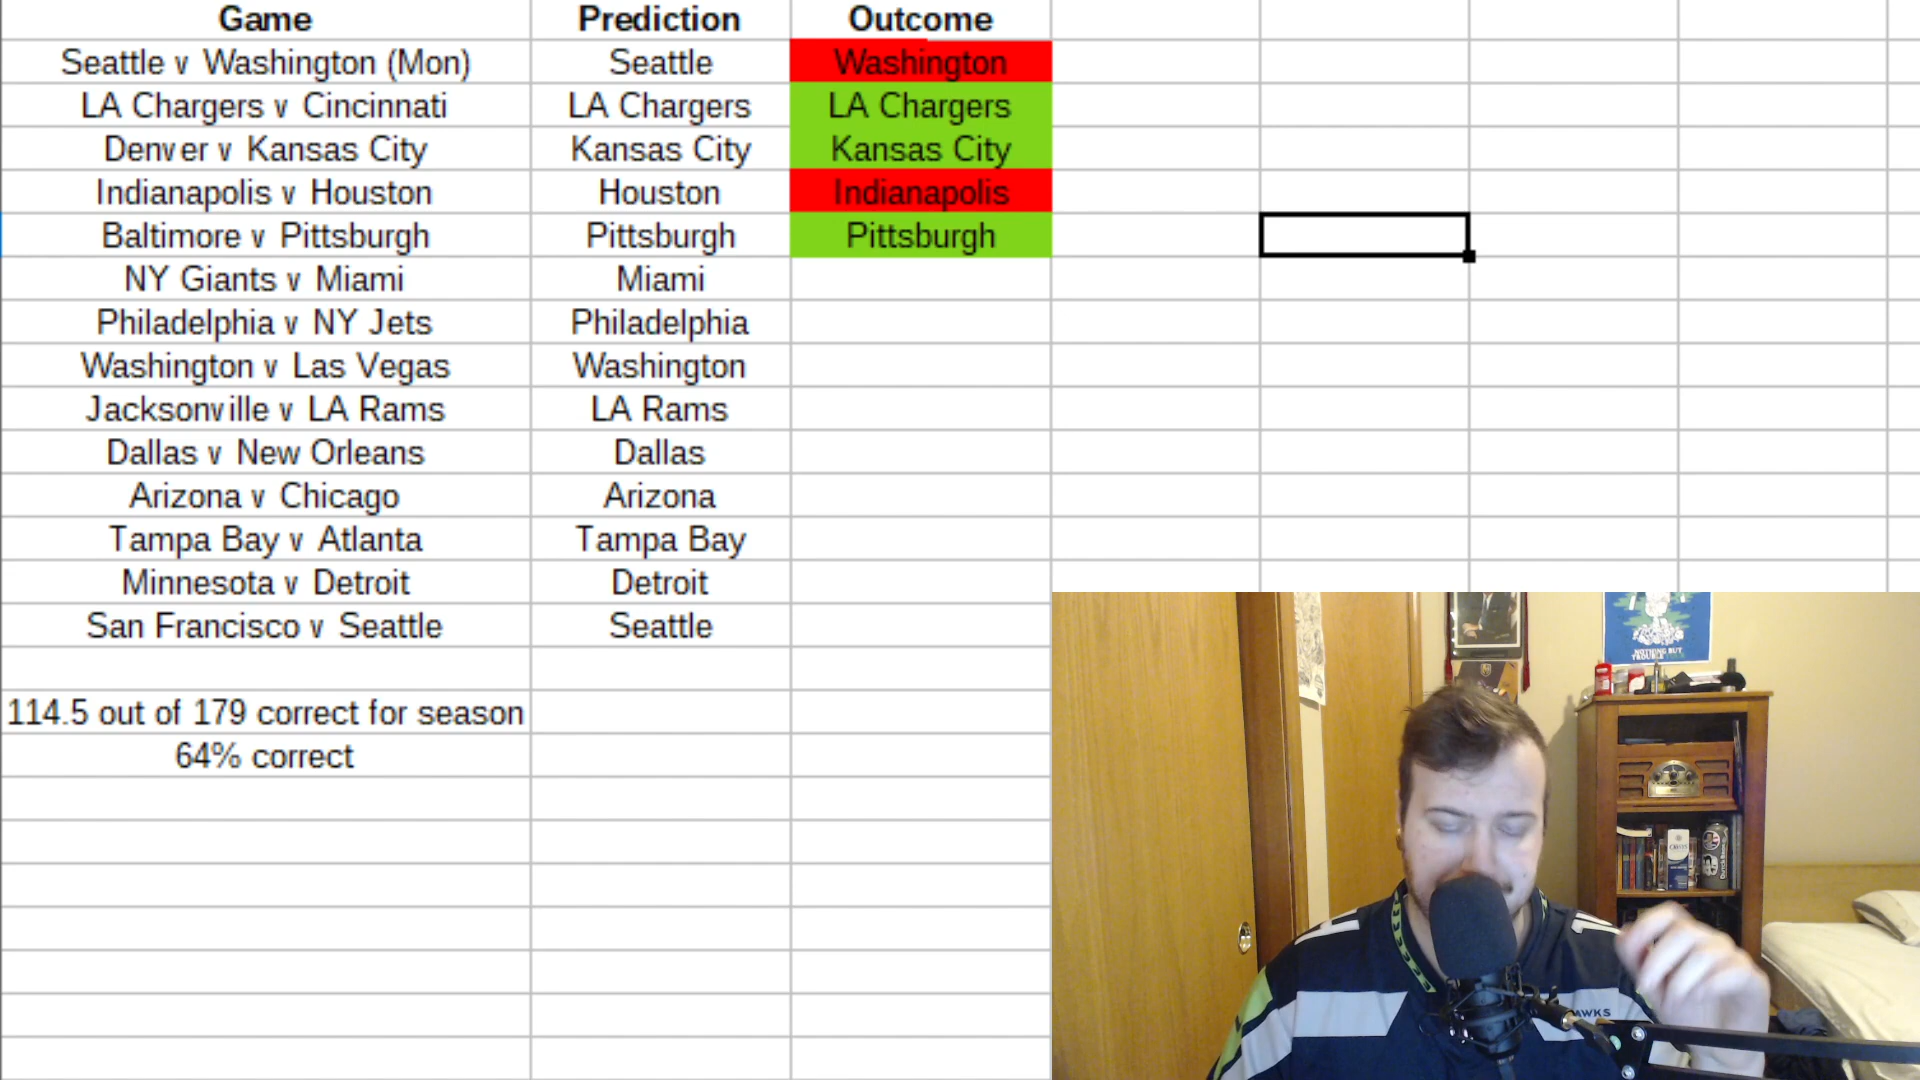 Game Prediction Outcome
Seattle v Washington (Mon) Seattle Washington
LA Chargers v Cincinnati LA Chargers LA Chargers
Denver v Kansas City Kansas City Kansas City
Indianapolis v Houston Houston Indianapolis
Baltimore v Pittsburgh Pittsburgh Pittsburgh
NY Giants v Miami Miami
Philadelphia v NY Jets Philadelphia
Washington v Las Vegas Washington
Jacksonville v LA Rams LA Rams
Dallas v New Orleans Dallas
Arizona v Chicago Arizona
Tampa Bay v Atlanta Tampa Bay
Minnesota v Detroit Detroit
San Francisco v Seattle Seattle
114.5 out of 179 correct for season
64% correct
NOTHING BUT
TROUBLE
AWKS